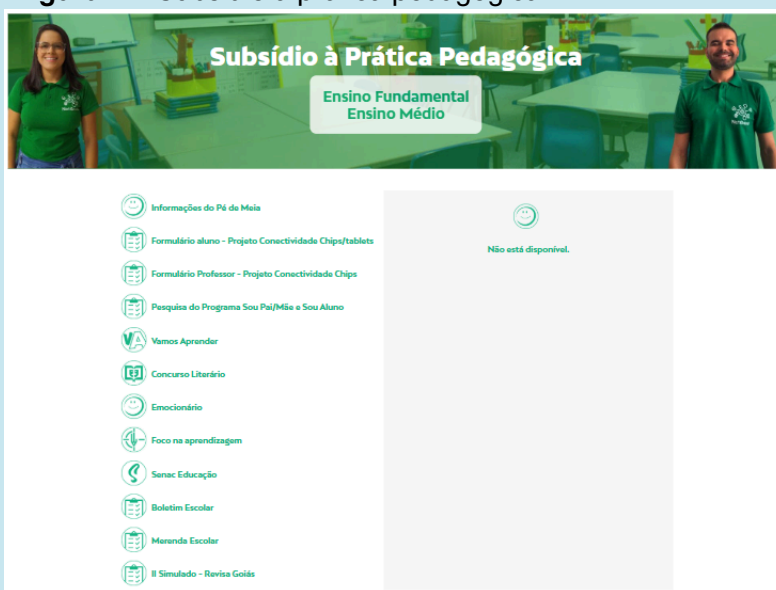 Subsídio à Prática Pedagógica
Ensino Fundamental
Ensino Médio
Informações do Pé de Meia
Formulário aluno - Projeto Conectividade Chips/tablets
Formulário Professor - Projeto Conectividade Chips
Pesquisa do Programa Sou Pai/Mãe e Sou Aluno
VA Vamos Aprender
Concurso Literário
Emocionário
Foco na aprendizagem
Senac Educação
Boletim Escolar
Merenda Escolar
II Simulado - Revisa Goiás
Não está disponível.